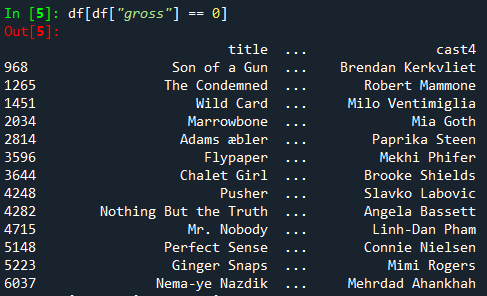 In [5]: df[df["gross"] == 0]
Out[5]:
title ... cast4
968 Son of a Gun ... Brendan Kerkvliet
1265 The Condemned ... Robert Mammone
1451 Wild Card ... Milo Ventimiglia
2034 Marrowbone ... Mia Goth
2814 Adams æbler ... Paprika Steen
3596 Flypaper ... Mekhi Phifer
3644 Chalet Girl ... Brooke Shields
4248 Pusher ... Slavko Labovic
4282 Nothing But the Truth ... Angela Bassett
4715 Mr. Nobody ... Linh-Dan Pham
5148 Perfect Sense ... Connie Nielsen
5223 Ginger Snaps ... Mimi Rogers
6037 Nema-ye Nazdik ... Mehrdad Ahankhah